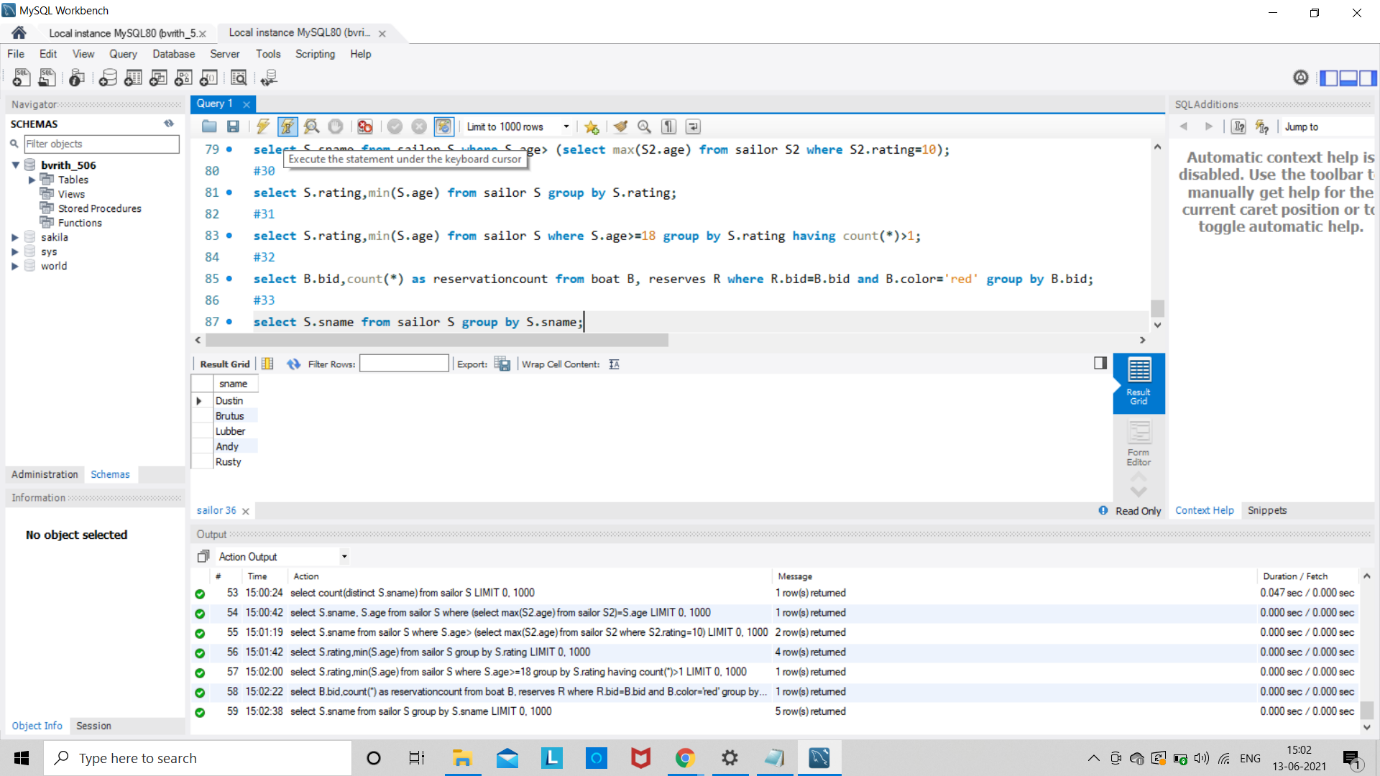 MySQL Workbench
Local instance MySQL80 (bvrith_5.x Local instance MySQL80 (bvri... x
File Edit View Query Database Server Tools Scripting Help
Navigator
SCHEMAS
Filter objects
bvrith_506
Tables
Views
Stored Procedures
Functions
sakila
sys
world
Administration Schemas
Information
No object selected
Object Info Session
Query 1 x
Limit to 1000 rows
79 select S.sname from sailor S where S.age> (select max(S2.age) from sailor S2 where S2.rating=10);
Execute the statement under the keyboard cursor
80 #30
81 select S.rating,min(S.age) from sailor S group by S.rating;
82 #31
83 select S.rating,min(S.age) from sailor S where S.age>=18 group by S.rating having count(*)>1;
84 #32
85 select B.bid,count(*) as reservationcount from boat B, reserves R where R.bid=B.bid and B.color='red' group by B.bid;
86 #33
87 select S.sname from sailor S group by S.sname;
Result Grid Filter Rows: Export: Wrap Cell Content:
sname
Dustin
Brutus
Lubber
Andy
Rusty
Result Grid
Form Editor
sailor 36 x
Read Only
SQLAdditions
Jump to
Automatic context help is
disabled. Use the toolbar t
manually get help for the
current caret position or to
toggle automatic help.
Context Help Snippets
Output
Action Output
# Time Action Message Duration / Fetch
53 15:00:24 select count(distinct S.sname) from sailor S LIMIT 0, 1000 1 row(s) returned 0.047 sec / 0.000 sec
54 15:00:42 select S.sname, S.age from sailor S where (select max(S2.age) from sailor S2)=S.age LIMIT 0, 1000 1 row(s) returned 0.000 sec / 0.000 sec
55 15:01:19 select S.sname from sailor S where S.age> (select max(S2.age) from sailor S2 where S2.rating=10) LIMIT 0, 1000 2 row(s) returned 0.000 sec / 0.000 sec
56 15:01:42 select S.rating,min(S.age) from sailor S group by S.rating LIMIT 0, 1000 4 row(s) returned 0.000 sec / 0.000 sec
57 15:02:00 select S.rating,min(S.age) from sailor S where S.age>=18 group by S.rating having count(*)>1 LIMIT 0, 1000 1 row(s) returned 0.000 sec / 0.000 sec
58 15:02:22 select B.bid,count(*) as reservationcount from boat B, reserves R where R.bid=B.bid and B.color='red' group by... 1 row(s) returned 0.000 sec / 0.000 sec
59 15:02:38 select S.sname from sailor S group by S.sname LIMIT 0, 1000 5 row(s) returned 0.000 sec / 0.000 sec
Type here to search
ENG
15:02
13-06-2021
1